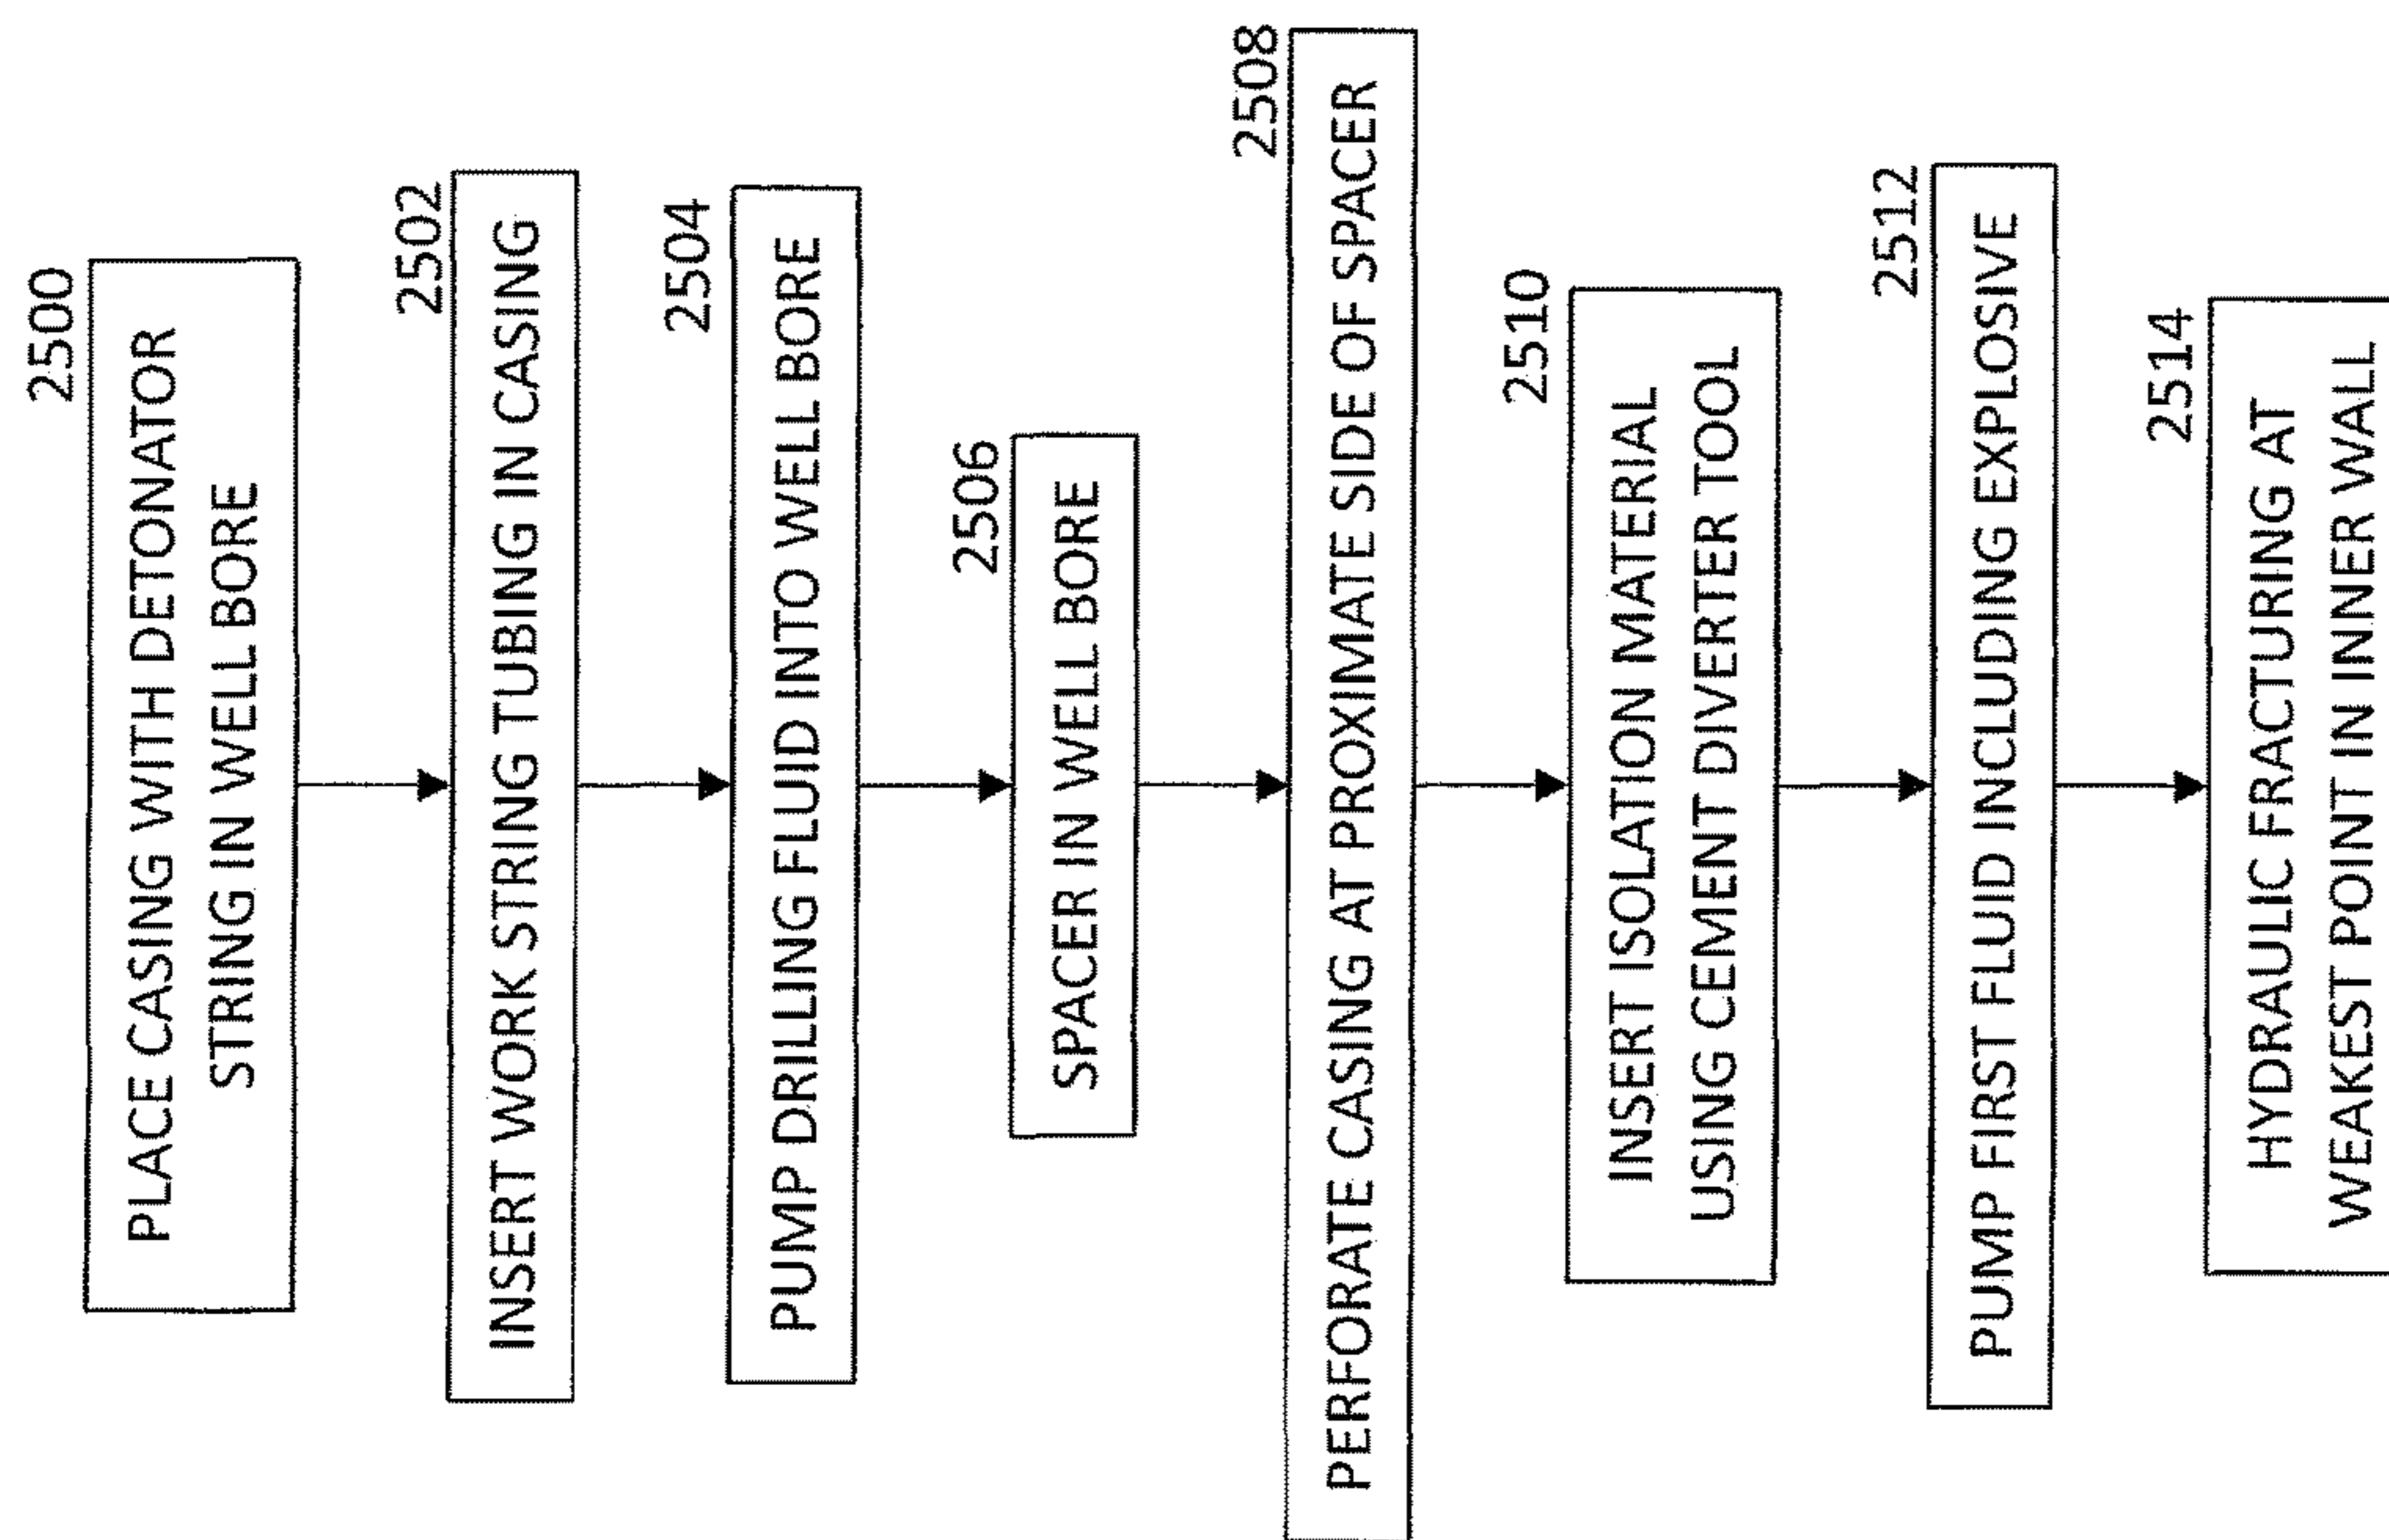 2500
PLACE CASING WITH DETONATOR
STRING IN WELL BORE
2502
INSERT WORK STRING TUBING IN CASING
2504
PUMP DRILLING FLUID INTO WELL BORE
2506
SPACER IN WELL BORE
2508
PERFORATE CASING AT PROXIMATE SIDE OF SPACER
2510
INSERT ISOLATION MATERIAL
USING CEMENT DIVERTER TOOL
2512
PUMP FIRST FLUID INCLUDING EXPLOSIVE
2514
HYDRAULIC FRACTURING AT
WEAKEST POINT IN INNER WALL